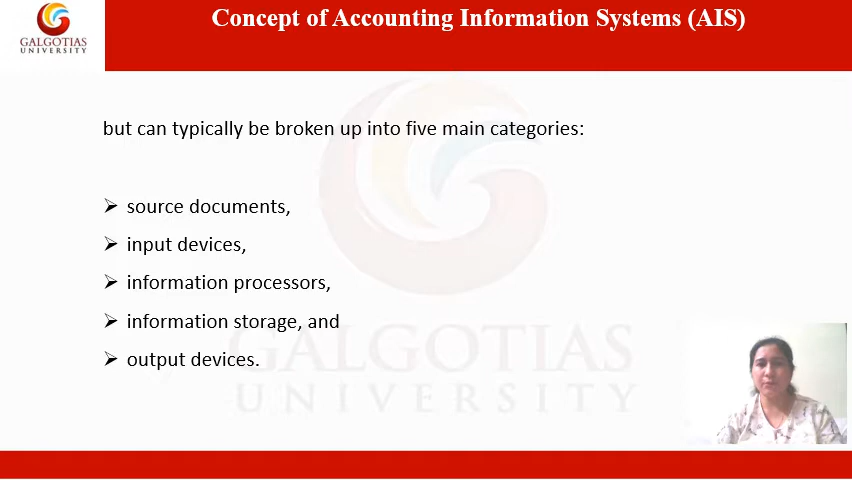 Concept of Accounting Information Systems (AIS)
GALGOTIAS
UNIVERSITY
but can typically be broken up into five main categories:
➢ source documents,
➢ input devices,
➢ information processors,
➢ information storage, and
➢ output devices.
GALGOTIAS
UNIVERSITY